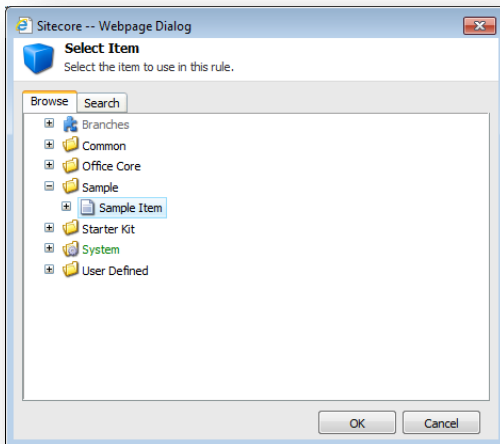 Sitecore -- Webpage Dialog
Select Item
Select the item to use in this rule.
Browse Search
Branches
Common
Office Core
Sample
Sample Item
Starter Kit
System
User Defined
OK Cancel